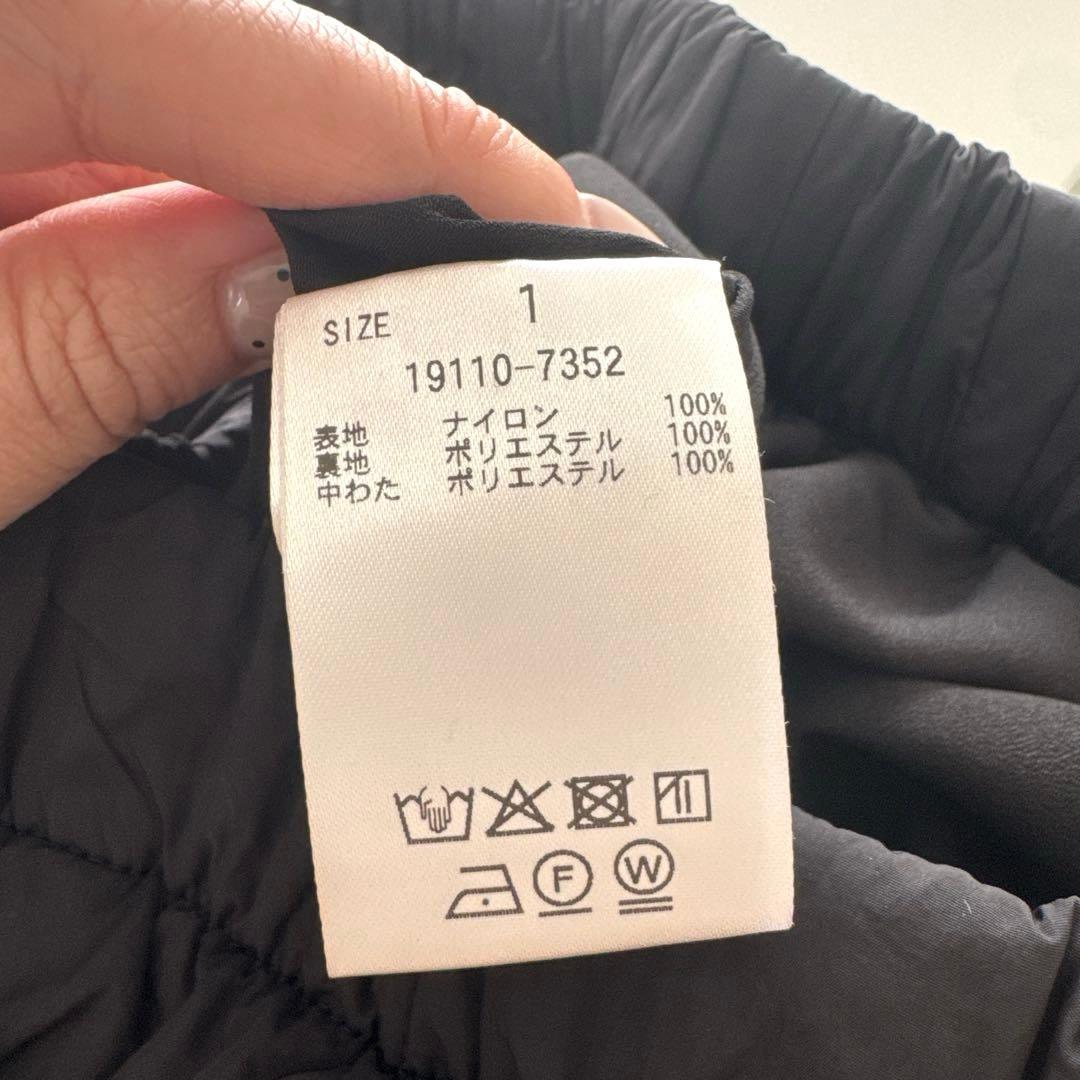 SIZE 1
19110-7352
表地 ナイロン 100%
裏地 ポリエステル 100%
中わた ポリエステル 100%
F W